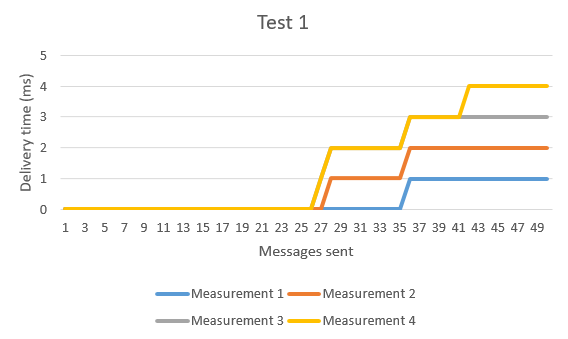 Test 1
5
4
3
2
1
0
Delivery time (ms)
1 3 5 7 9 11 13 15 17 19 21 23 25 27 29 31 33 35 37 39 41 43 45 47 49
Messages sent
Measurement 1 Measurement 2
Measurement 3 Measurement 4